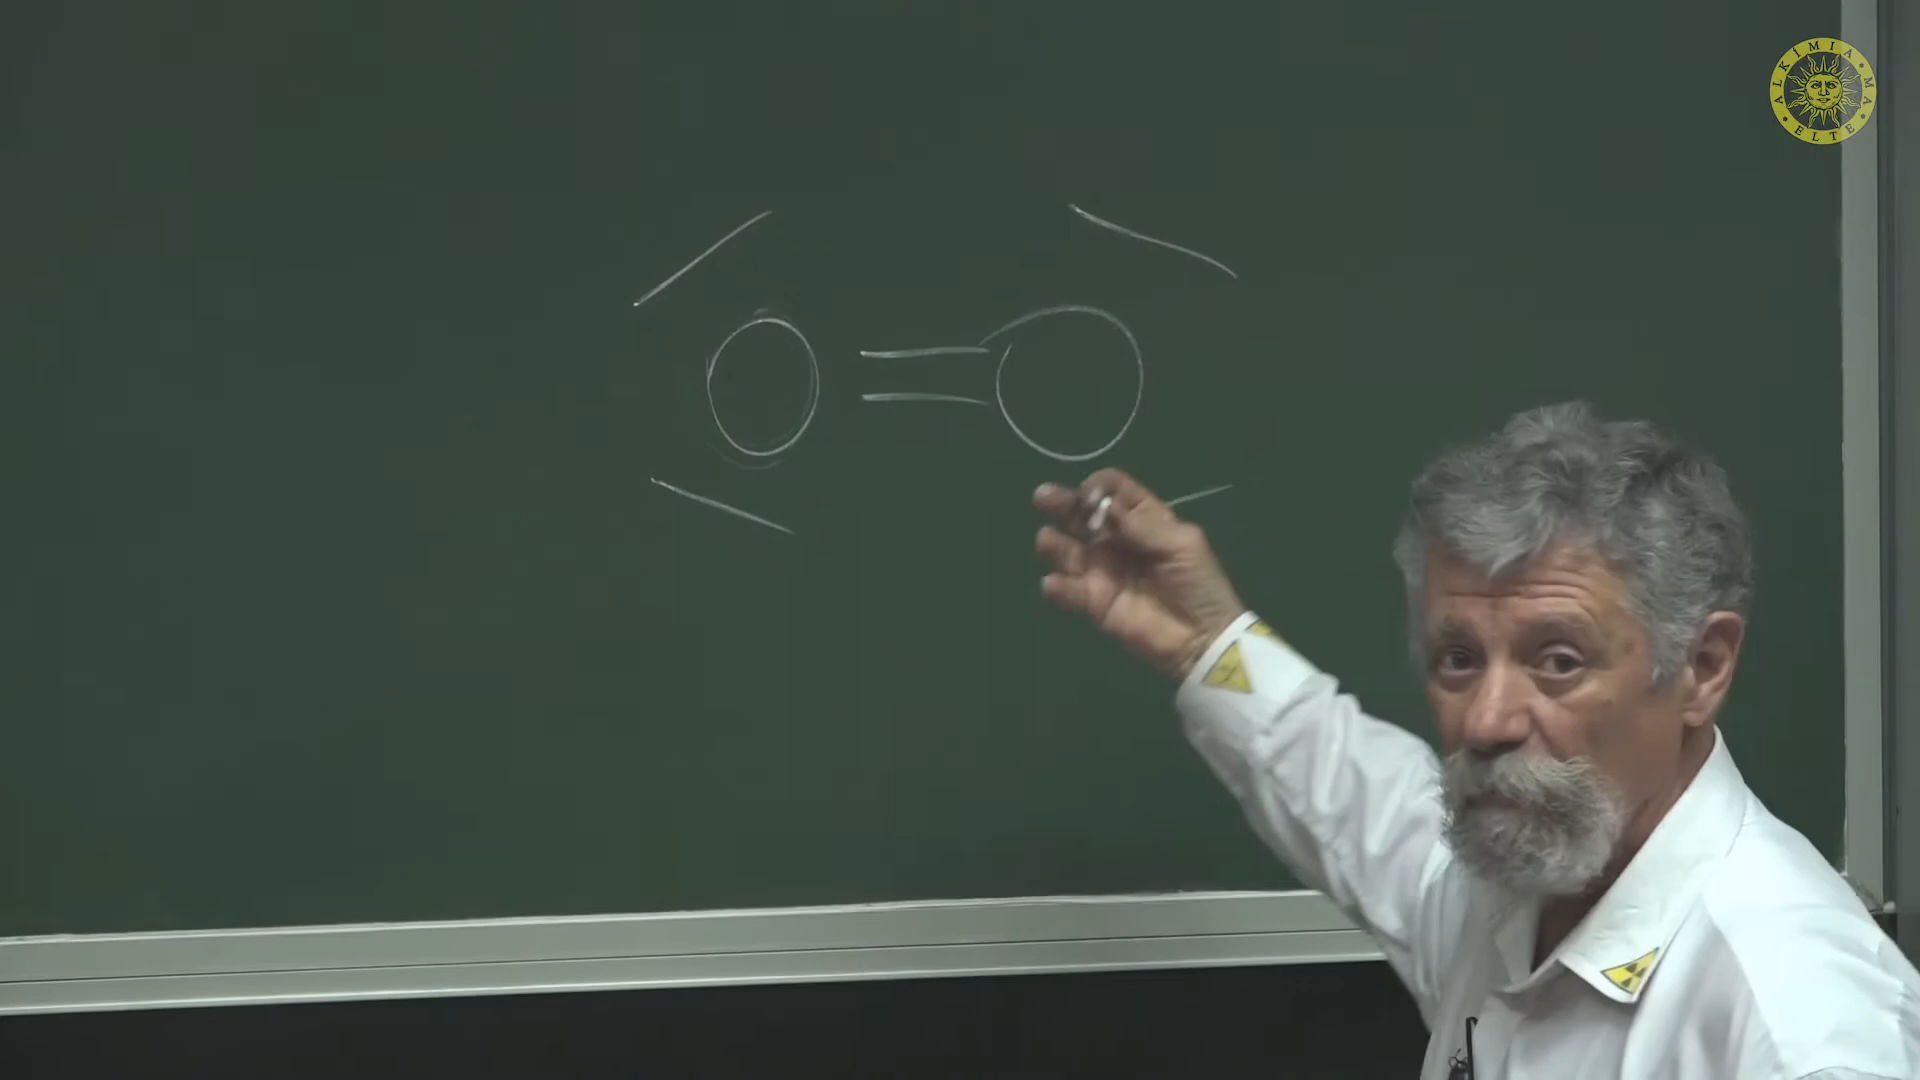 O=O
ALKÍMIA • MA • ELTE •